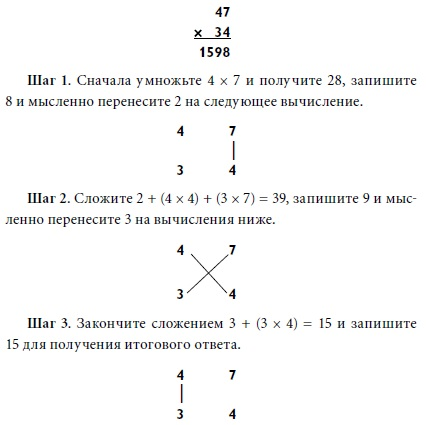 47
× 34
1598
Шаг 1. Сначала умножьте 4 × 7 и получите 28, запишите
8 и мысленно перенесите 2 на следующее вычисление.
4 7
3 4
Шаг 2. Сложите 2 + (4 × 4) + (3 × 7) = 39, запишите 9 и мыс-
ленно перенесите 3 на вычисления ниже.
4 7
3 4
Шаг 3. Закончите сложением 3 + (3 × 4) = 15 и запишите
15 для получения итогового ответа.
4 7
3 4